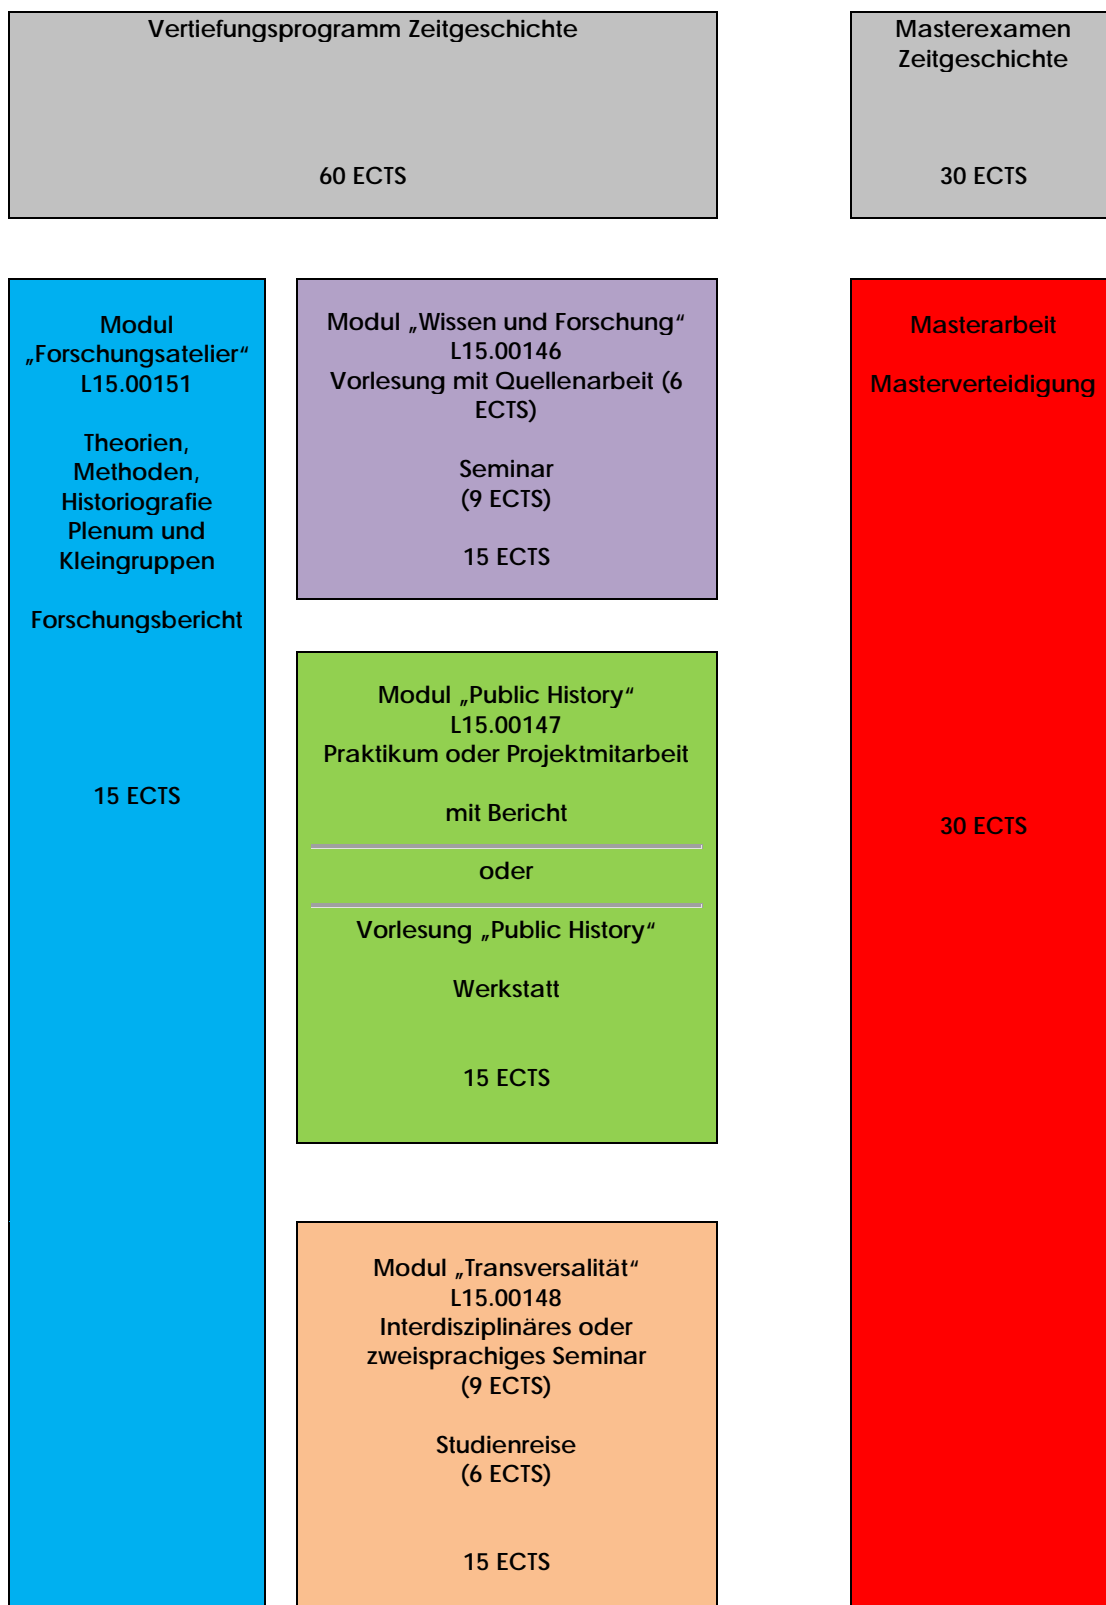 Vertiefungsprogramm Zeitgeschichte
60 ECTS
Masterexamen
Zeitgeschichte
30 ECTS
Modul
„Forschungsatelier“
L15.00151
Theorien,
Methoden,
Historiografie
Plenum und
Kleingruppen
Forschungsbericht
15 ECTS
Modul „Wissen und Forschung“
L15.00146
Vorlesung mit Quellenarbeit (6
ECTS)
Seminar
(9 ECTS)
15 ECTS
Modul „Public History“
L15.00147
Praktikum oder Projektmitarbeit
mit Bericht
oder
Vorlesung „Public History“
Werkstatt
15 ECTS
Modul „Transversalität“
L15.00148
Interdisziplinäres oder
zweisprachiges Seminar
(9 ECTS)
Studienreise
(6 ECTS)
15 ECTS
Masterarbeit
Masterverteidigung
30 ECTS